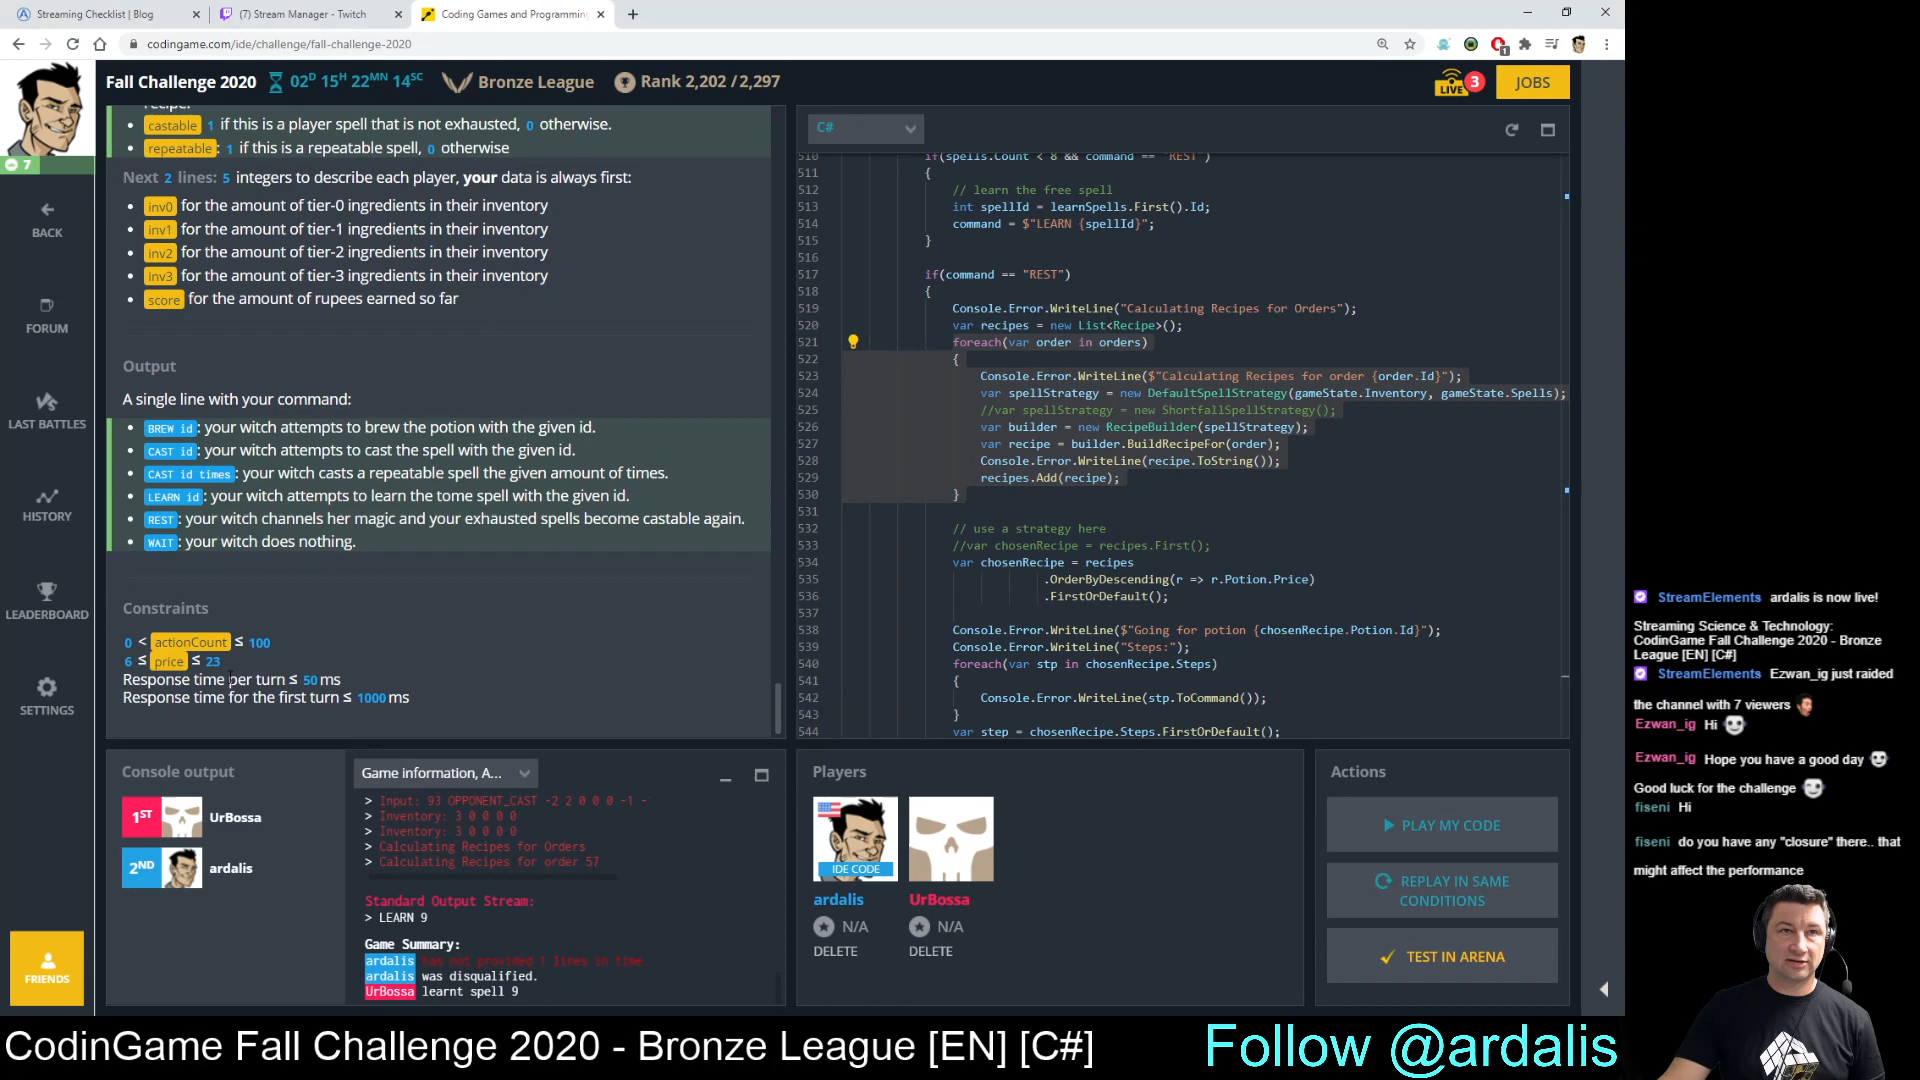 Streaming Checklist | Blog
(7) Stream Manager - Twitch
Coding Games and Programmin
codingame.com/ide/challenge/fall-challenge-2020
1
Fall Challenge 2020
02D 15H 22MN 14SC
Bronze League
Rank 2,202 / 2,297
LIVE
3
JOBS
7
BACK
FORUM
LAST BATTLES
HISTORY
LEADERBOARD
SETTINGS
FRIENDS
recipe.
castable 1 if this is a player spell that is not exhausted, 0 otherwise.
repeatable: 1 if this is a repeatable spell, 0 otherwise
Next 2 lines: 5 integers to describe each player, your data is always first:
inv0 for the amount of tier-0 ingredients in their inventory
inv1 for the amount of tier-1 ingredients in their inventory
inv2 for the amount of tier-2 ingredients in their inventory
inv3 for the amount of tier-3 ingredients in their inventory
score for the amount of rupees earned so far
Output
A single line with your command:
BREW id: your witch attempts to brew the potion with the given id.
CAST id: your witch attempts to cast the spell with the given id.
CAST id times: your witch casts a repeatable spell the given amount of times.
LEARN id: your witch attempts to learn the tome spell with the given id.
REST: your witch channels her magic and your exhausted spells become castable again.
WAIT: your witch does nothing.
Constraints
0 < actionCount ≤ 100
6 ≤ price ≤ 23
Response time per turn ≤ 50 ms
Response time for the first turn ≤ 1000 ms
C#
510 if(spells.Count < 8 && command == "REST")
511 {
512 // learn the free spell
513 int spellId = learnSpells.First().Id;
514 command = $"LEARN {spellId}";
515 }
516
517 if(command == "REST")
518 {
519 Console.Error.WriteLine("Calculating Recipes for Orders");
520 var recipes = new List<Recipe>();
521 foreach(var order in orders)
522 {
523 Console.Error.WriteLine($"Calculating Recipes for order {order.Id}");
524 var spellStrategy = new DefaultSpellStrategy(gameState.Inventory, gameState.Spells);
525 //var spellStrategy = new ShortfallSpellStrategy();
526 var builder = new RecipeBuilder(spellStrategy);
527 var recipe = builder.BuildRecipeFor(order);
528 Console.Error.WriteLine(recipe.ToString());
529 recipes.Add(recipe);
530 }
531
532 // use a strategy here
533 //var chosenRecipe = recipes.First();
534 var chosenRecipe = recipes
535 .OrderByDescending(r => r.Potion.Price)
536 .FirstOrDefault();
537
538 Console.Error.WriteLine($"Going for potion {chosenRecipe.Potion.Id}");
539 Console.Error.WriteLine("Steps:");
540 foreach(var stp in chosenRecipe.Steps)
541 {
542 Console.Error.WriteLine(stp.ToCommand());
543 }
544 var step = chosenRecipe.Steps.FirstOrDefault();
Console output
1ST UrBossa
2ND ardalis
Game information, A...
> Input: 93 OPPONENT_CAST -2 2 0 0 0 -1 -
> Inventory: 3 0 0 0 0
> Inventory: 3 0 0 0 0
> Calculating Recipes for Orders
> Calculating Recipes for order 57
Standard Output Stream:
> LEARN 9
Game Summary:
ardalis has not provided 1 lines in time.
ardalis was disqualified.
UrBossa learnt spell 9
Players
IDE CODE
ardalis
N/A
DELETE
UrBossa
N/A
DELETE
Actions
PLAY MY CODE
REPLAY IN SAME
CONDITIONS
TEST IN ARENA
StreamElements ardalis is now live!
Streaming Science & Technology:
CodinGame Fall Challenge 2020 - Bronze
League [EN] [C#]
StreamElements Ezwan_ig just raided
the channel with 7 viewers
Ezwan_ig Hi
Ezwan_ig Hope you have a good day
Good luck for the challenge
fiseni Hi
fiseni do you have any "closure" there.. that
might affect the performance
CodinGame Fall Challenge 2020 - Bronze League [EN] [C#]
Follow @ardalis